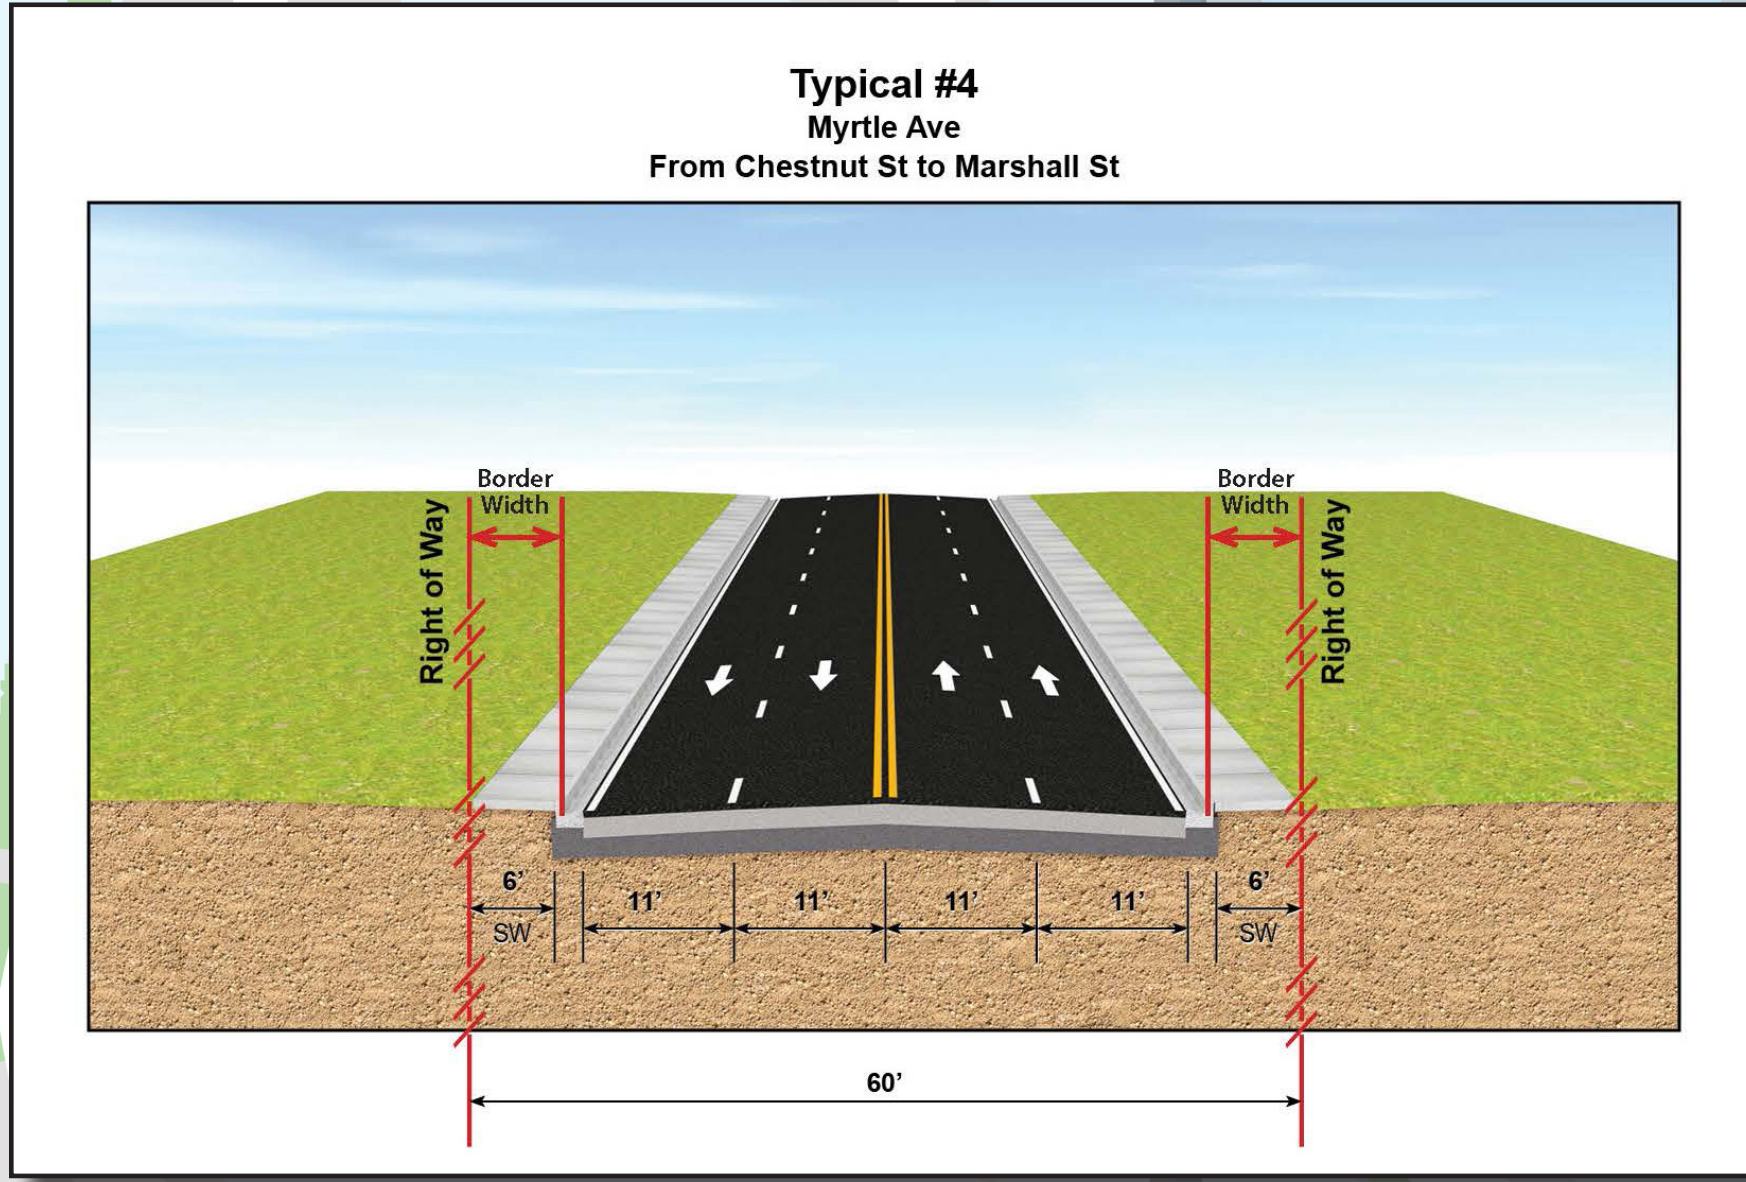 Typical #4
Myrtle Ave
From Chestnut St to Marshall St
Border
Width
Border
Width
Right of Way
Right of Way
6'
SW
11'
11'
11'
11'
6'
SW
60'